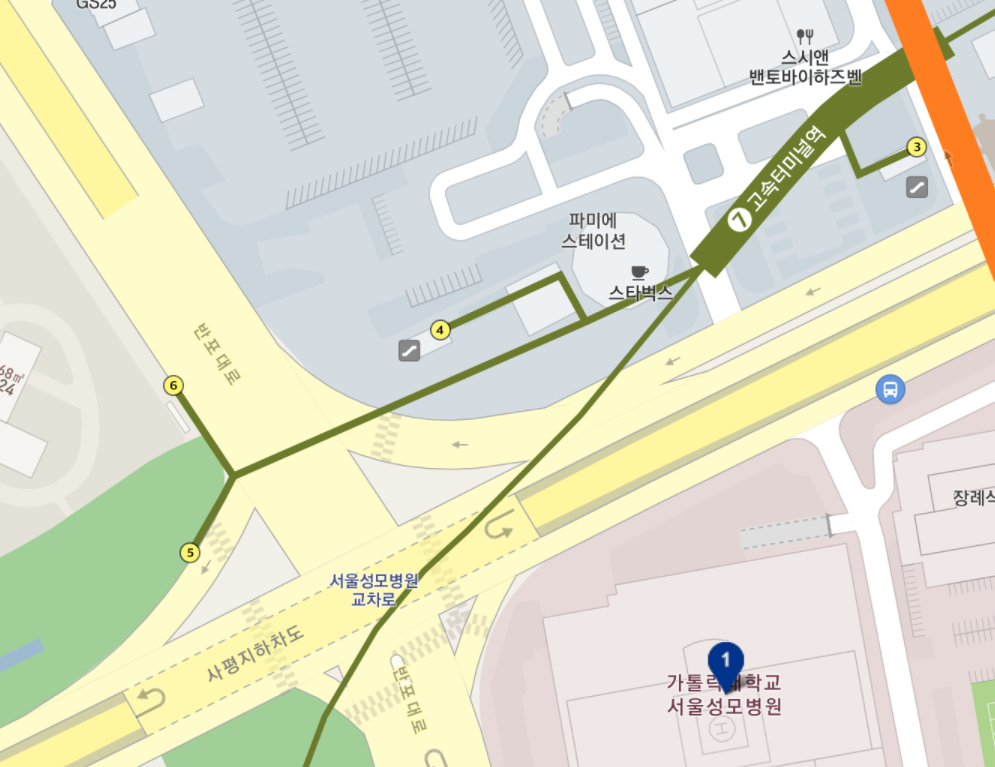 GS25
스시앤
밴토바이하즈벤
3
7 고속터미널역
파미에
스테이션
스타벅스
4
반포대로
6
68㎡
24
5
장례식
서울성모병원
교차로
사평지하차도
반포대로
1
가톨릭대학교
서울성모병원
H